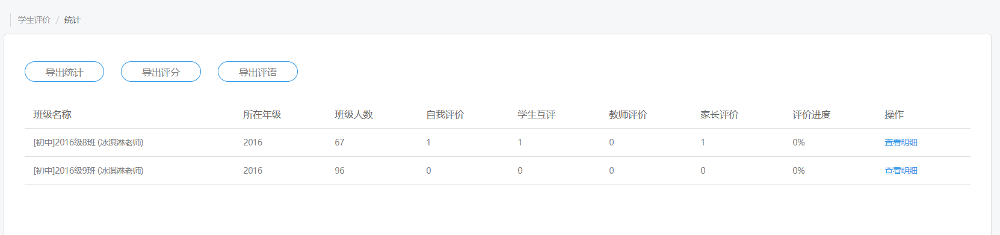 学生评价 / 统计
导出统计 导出评分 导出评语
班级名称 所在年级 班级人数 自我评价 学生互评 教师评价 家长评价 评价进度 操作
[初中]2016级8班 (冰淇淋老师) 2016 67 1 1 0 1 0% 查看明细
[初中]2016级9班 (冰淇淋老师) 2016 96 0 0 0 0 0% 查看明细